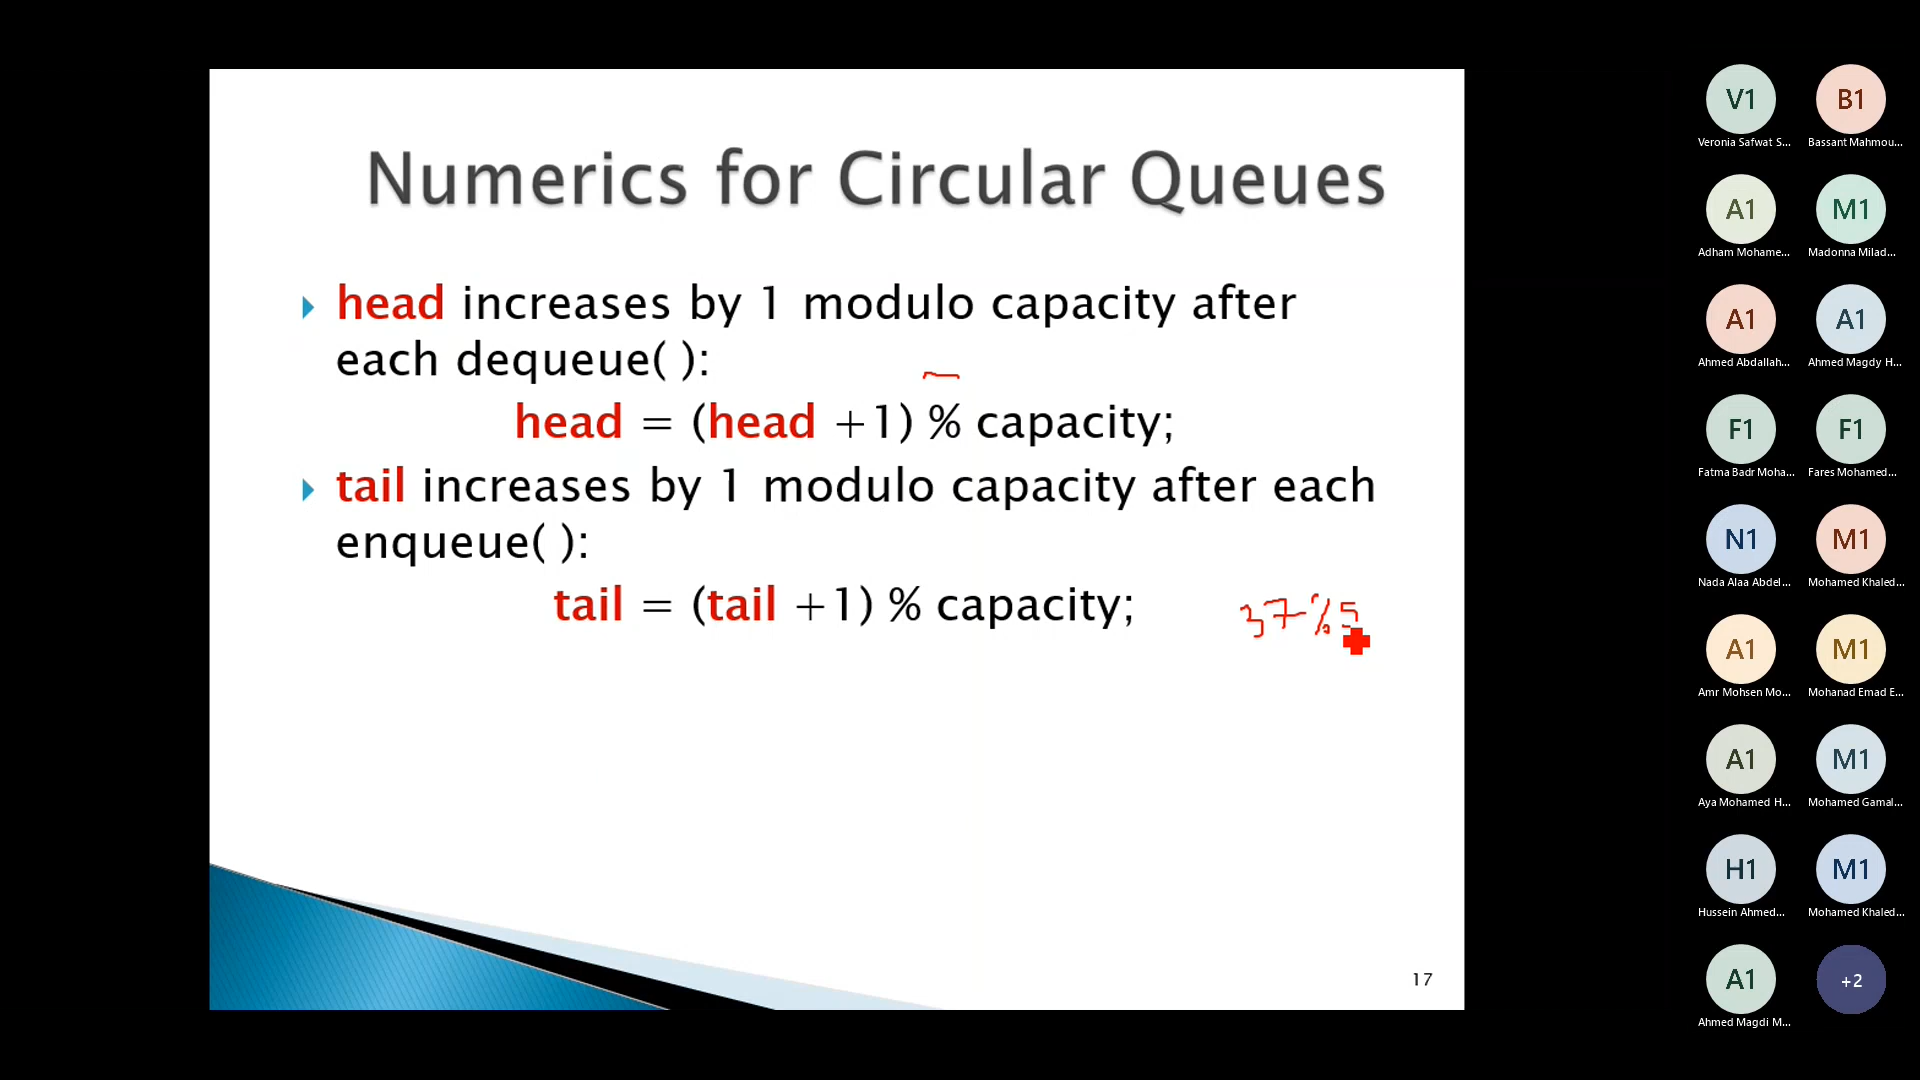 Numerics for Circular Queues
head increases by 1 modulo capacity after
each dequeue( ):
head = (head +1) % capacity;
tail increases by 1 modulo capacity after each
enqueue( ):
tail = (tail +1) % capacity;
37%5
17
V1
B1
Veronia Safwat S...
Bassant Mahmou...
A1
M1
Adham Mohame...
Madonna Milad...
A1
A1
Ahmed Abdallah...
Ahmed Magdy H...
F1
F1
Fatma Badr Moha...
Fares Mohamed...
N1
M1
Nada Alaa Abdel...
Mohamed Khaled...
A1
M1
Amr Mohsen Mo...
Mohanad Emad E...
A1
M1
Aya Mohamed H...
Mohamed Gamal...
H1
M1
Hussein Ahmed...
Mohamed Khaled...
A1
+2
Ahmed Magdi M...